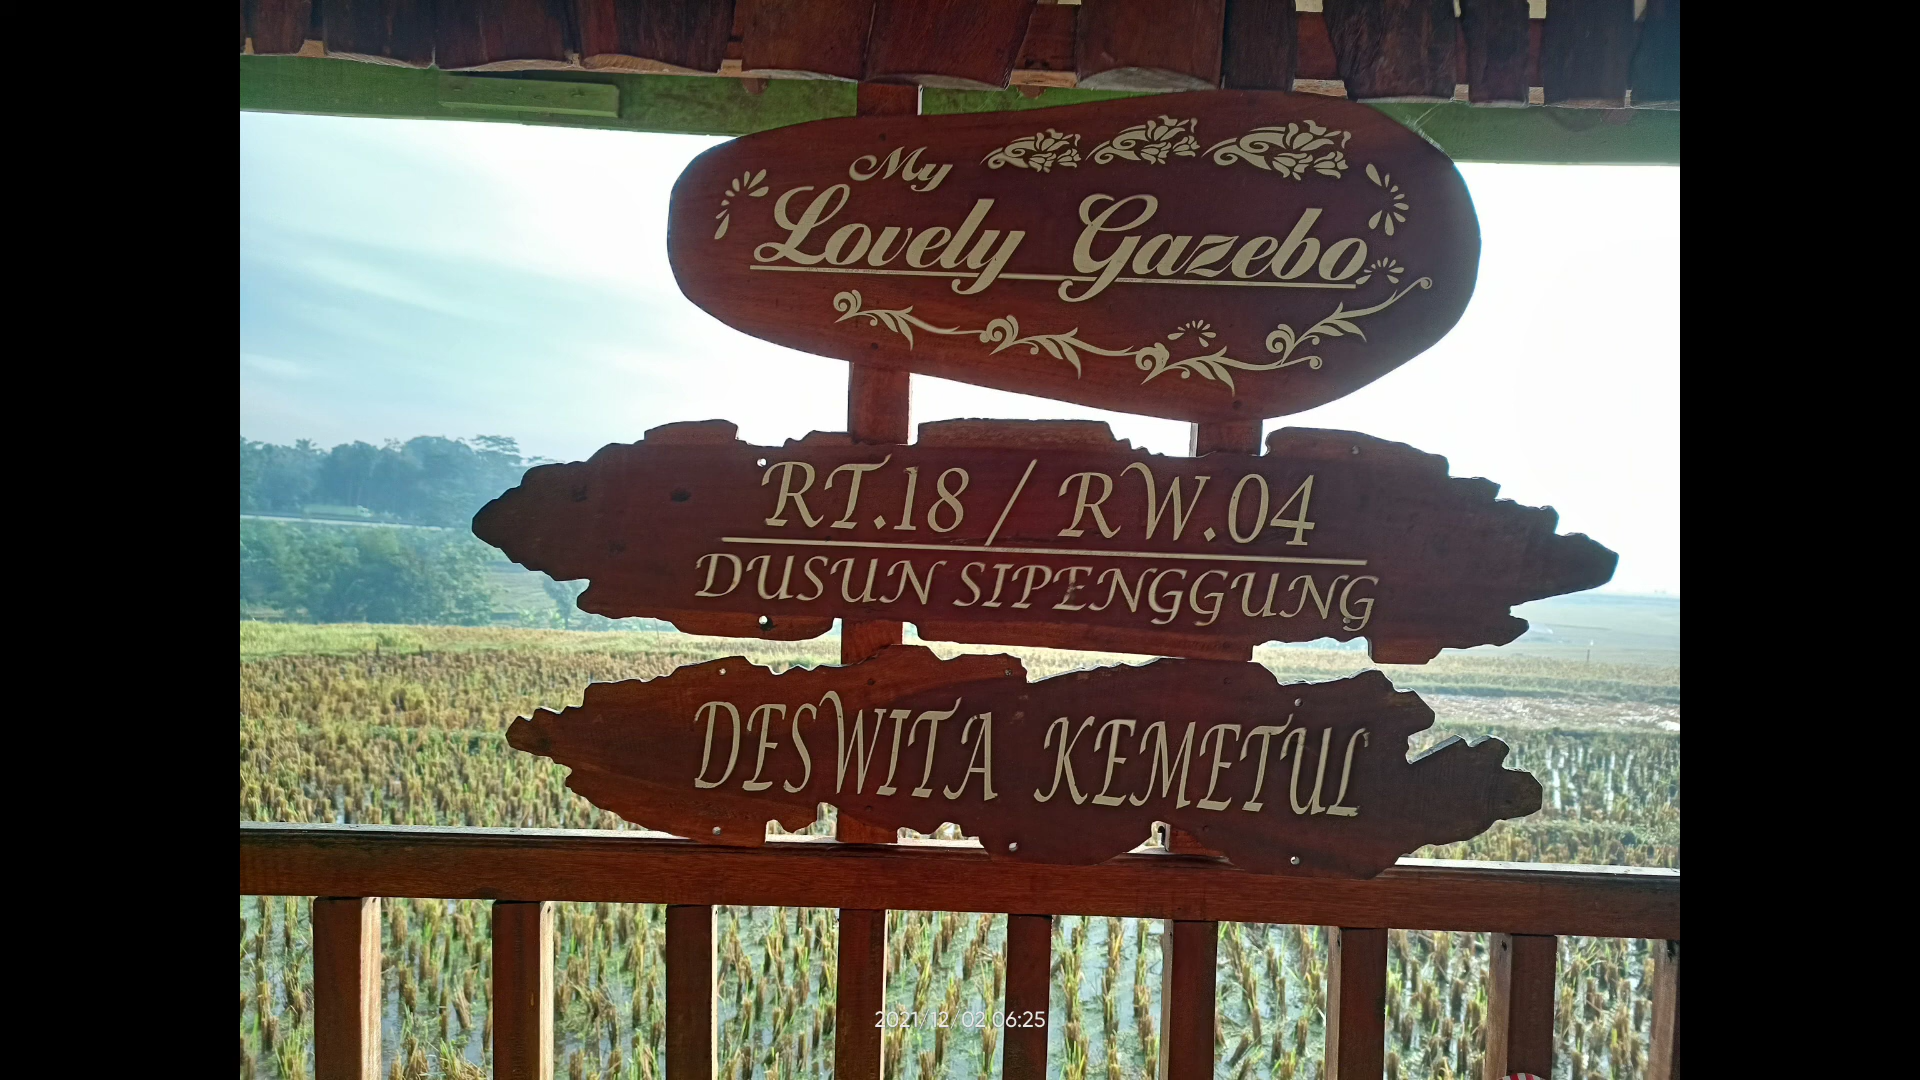 My
Lovely Gazebo
RT.18 / RW.04
DUSUN SIPENGGUNG
DESWITA KEMETUL
2021/12/02 06:25